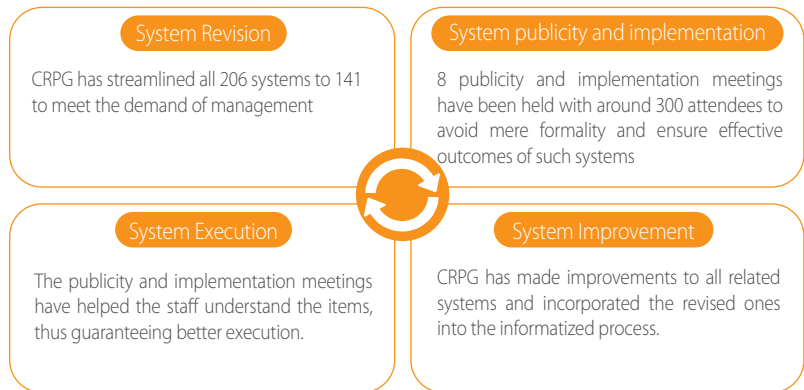 System Revision
CRPG has streamlined all 206 systems to 141
to meet the demand of management
System publicity and implementation
8 publicity and implementation meetings
have been held with around 300 attendees to
avoid mere formality and ensure effective
outcomes of such systems
System Execution
The publicity and implementation meetings
have helped the staff understand the items,
thus guaranteeing better execution.
System Improvement
CRPG has made improvements to all related
systems and incorporated the revised ones
into the informatized process.